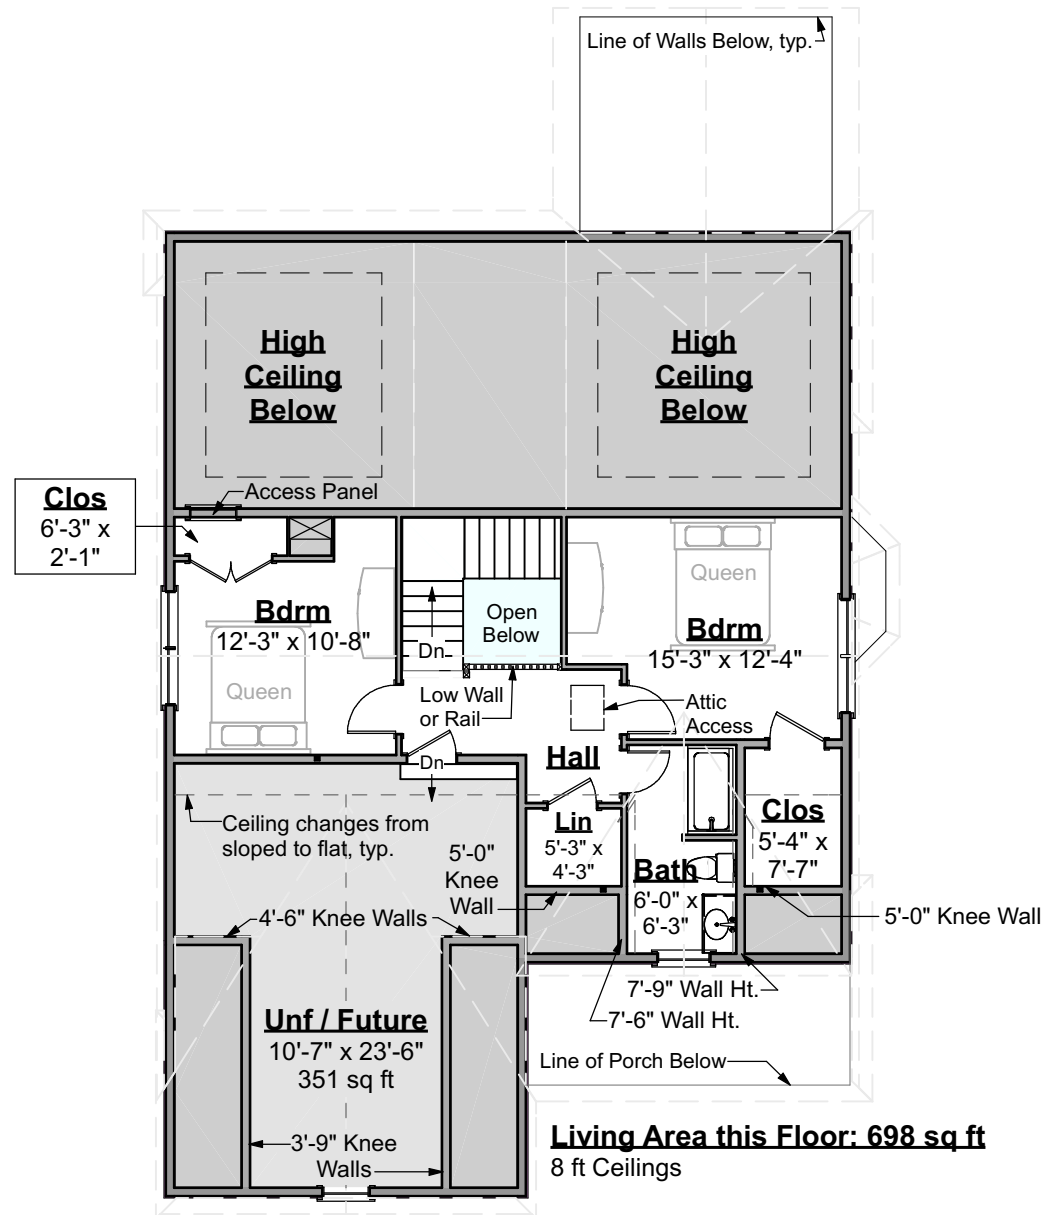 Line of Walls Below, typ.
High
Ceiling
Below
High
Ceiling
Below
Clos
6'-3" x
2'-1"
Access Panel
Bdrm
12'-3" x 10'-8"
Queen
Dn
Open
Below
Queen
Bdrm
15'-3" x 12'-4"
Low Wall
or Rail
Attic
Access
Hall
Dn
Ceiling changes from
sloped to flat, typ.
5'-0"
Knee
Wall
Lin
5'-3" x
4'-3"
Bath
6'-0" x
6'-3"
Clos
5'-4" x
7'-7"
4'-6" Knee Walls
5'-0" Knee Wall
7'-9" Wall Ht.
7'-6" Wall Ht.
Unf / Future
10'-7" x 23'-6"
351 sq ft
Line of Porch Below
3'-9" Knee
Walls
Living Area this Floor: 698 sq ft
8 ft Ceilings